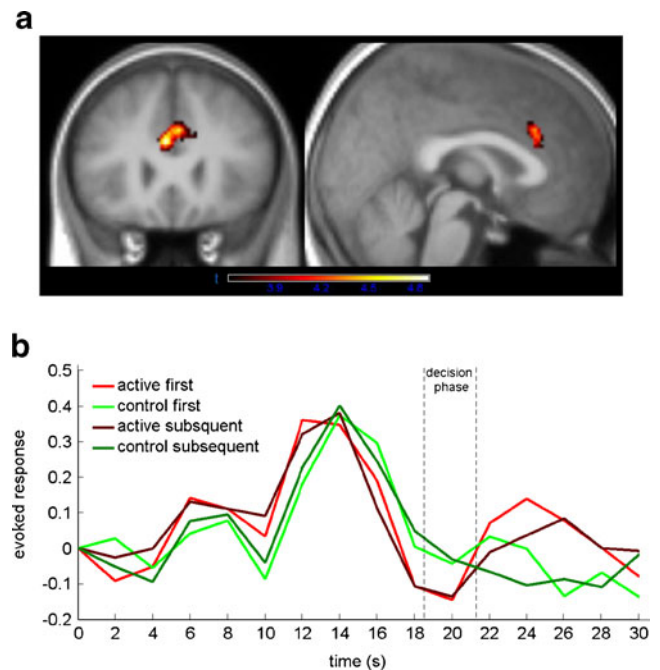 a
t
3.9 4.2 4.5 4.8
b
0.5
0.4
0.3
0.2
0.1
0
-0.1
-0.2
evoked response
active first
control first
active subsquent
control subsequent
decision
phase
0 2 4 6 8 10 12 14 16 18 20 22 24 26 28 30
time (s)